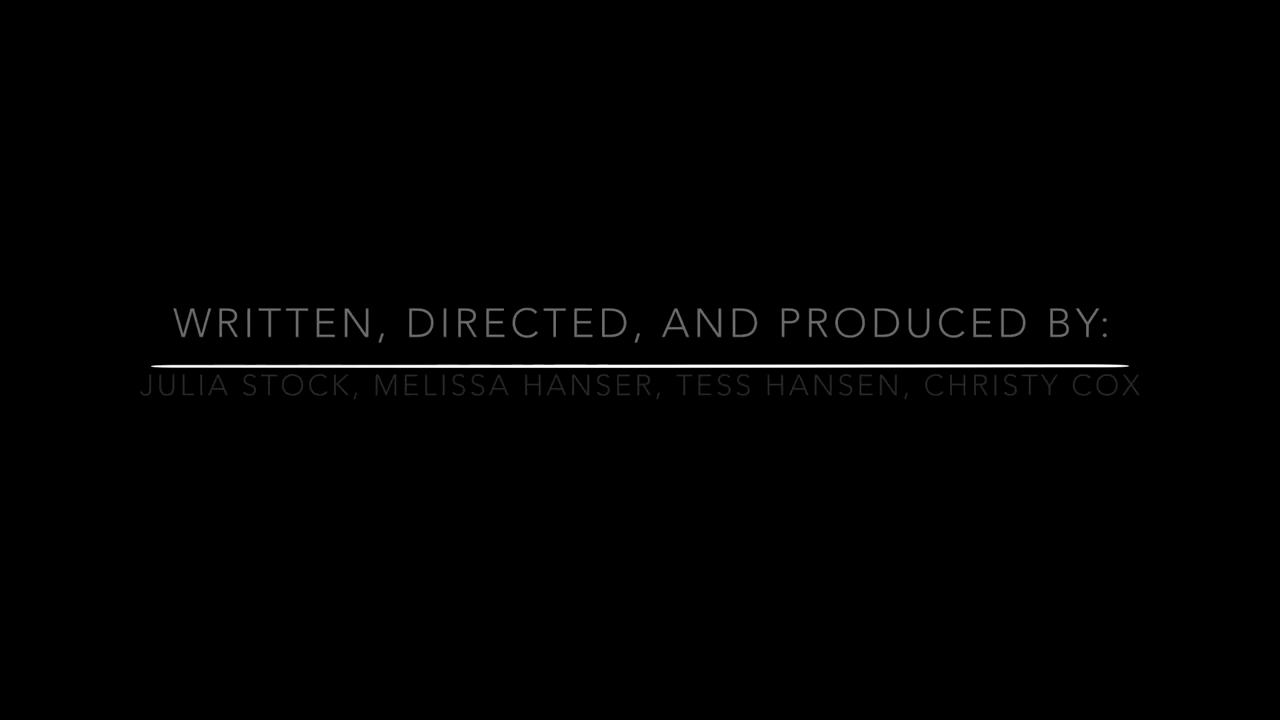 WRITTEN, DIRECTED, AND PRODUCED BY:
JULIA STOCK, MELISSA HANSER, TESS HANSEN, CHRISTY COX